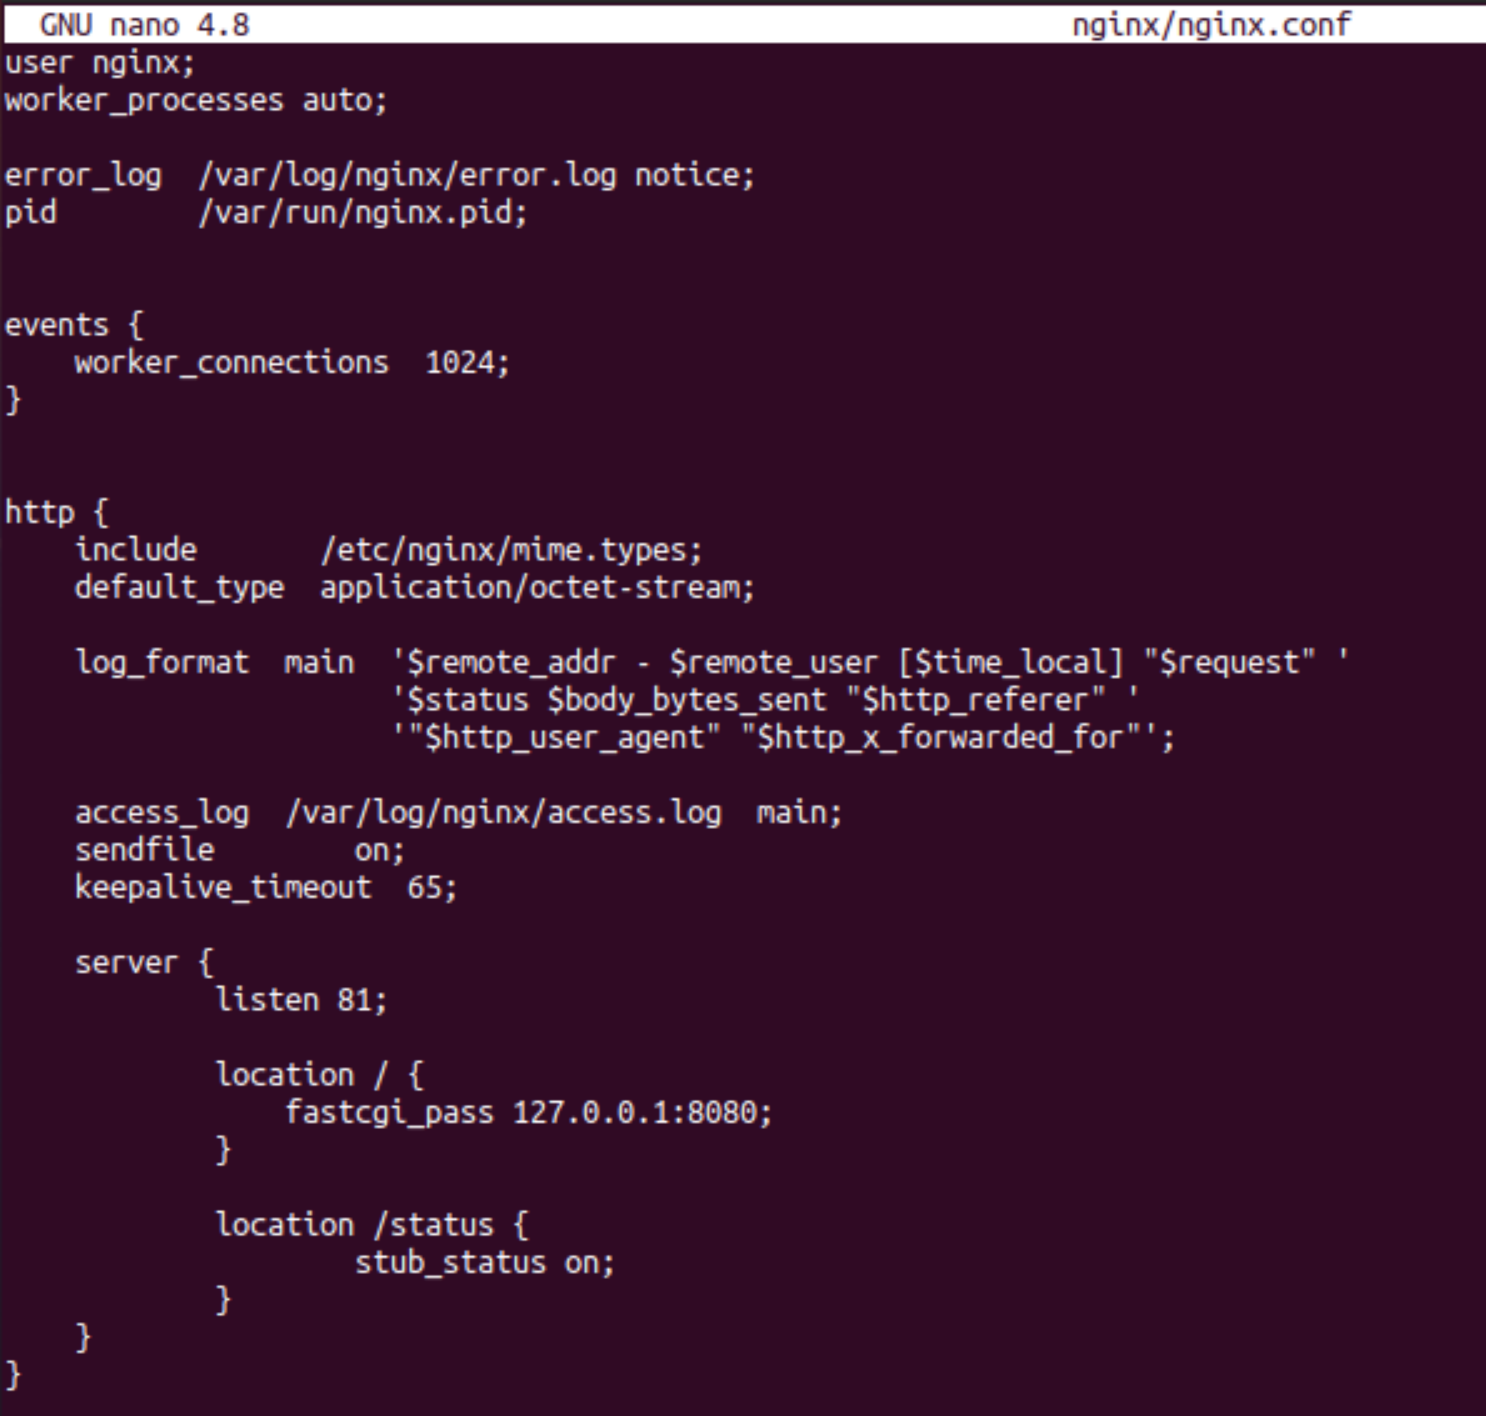 GNU nano 4.8 nginx/nginx.conf
user nginx;
worker_processes auto;
error_log  /var/log/nginx/error.log notice;
pid        /var/run/nginx.pid;
events {
    worker_connections  1024;
}
http {
    include       /etc/nginx/mime.types;
    default_type  application/octet-stream;
    log_format  main  '$remote_addr - $remote_user [$time_local] "$request" '
                      '$status $body_bytes_sent "$http_referer" '
                      '"$http_user_agent" "$http_x_forwarded_for"';
    access_log  /var/log/nginx/access.log  main;
    sendfile        on;
    keepalive_timeout  65;
    server {
            listen 81;
            location / {
                fastcgi_pass 127.0.0.1:8080;
            }
            location /status {
                    stub_status on;
            }
    }
}